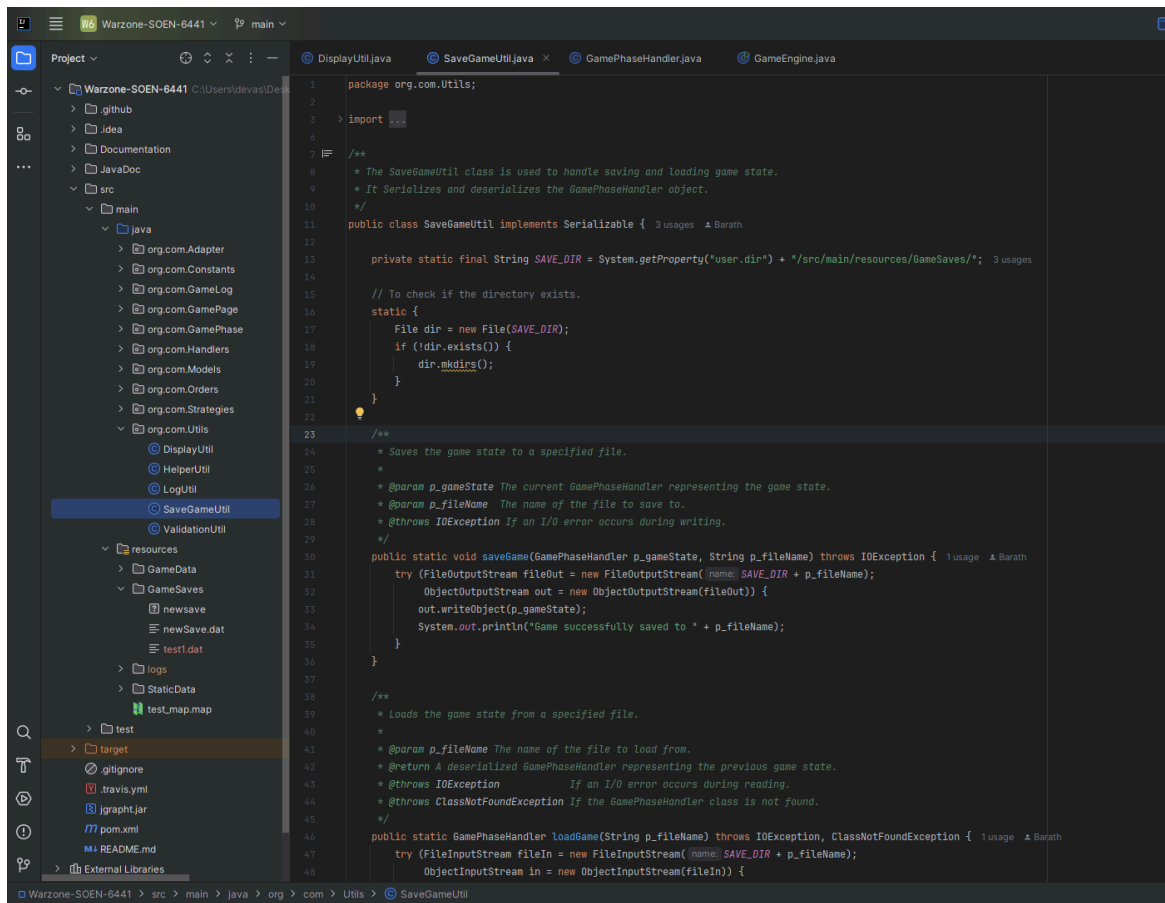 W6 Warzone-SOEN-6441 main
Project
Warzone-SOEN-6441 C:\Users\devas\Desk
.github
.idea
Documentation
JavaDoc
src
main
java
org.com.Adapter
org.com.Constants
org.com.GameLog
org.com.GamePage
org.com.GamePhase
org.com.Handlers
org.com.Models
org.com.Orders
org.com.Strategies
org.com.Utils
DisplayUtil
HelperUtil
LogUtil
SaveGameUtil
ValidationUtil
resources
GameData
GameSaves
newsave
newSave.dat
test1.dat
logs
StaticData
test_map.map
test
target
.gitignore
.travis.yml
jgrapht.jar
pom.xml
README.md
External Libraries
DisplayUtil.java SaveGameUtil.java GamePhaseHandler.java GameEngine.java
1 package org.com.Utils;
2
3 import ...
6
7 /**
8 * The SaveGameUtil class is used to handle saving and loading game state.
9 * It Serializes and deserializes the GamePhaseHandler object.
10 */
11 public class SaveGameUtil implements Serializable { 3 usages Barath
12
13 private static final String SAVE_DIR = System.getProperty("user.dir") + "/src/main/resources/GameSaves/"; 3 usages
14
15 // To check if the directory exists.
16 static {
17 File dir = new File(SAVE_DIR);
18 if (!dir.exists()) {
19 dir.mkdirs();
20 }
21 }
22
23 /**
24 * Saves the game state to a specified file.
25 *
26 * @param p_gameState The current GamePhaseHandler representing the game state.
27 * @param p_fileName The name of the file to save to.
28 * @throws IOException If an I/O error occurs during writing.
29 */
30 public static void saveGame(GamePhaseHandler p_gameState, String p_fileName) throws IOException { 1 usage Barath
31 try (FileOutputStream fileOut = new FileOutputStream( name: SAVE_DIR + p_fileName);
32 ObjectOutputStream out = new ObjectOutputStream(fileOut)) {
33 out.writeObject(p_gameState);
34 System.out.println("Game successfully saved to " + p_fileName);
35 }
36 }
37
38 /**
39 * Loads the game state from a specified file.
40 *
41 * @param p_fileName The name of the file to load from.
42 * @return A deserialized GamePhaseHandler representing the previous game state.
43 * @throws IOException If an I/O error occurs during reading.
44 * @throws ClassNotFoundException If the GamePhaseHandler class is not found.
45 */
46 public static GamePhaseHandler loadGame(String p_fileName) throws IOException, ClassNotFoundException { 1 usage Barath
47 try (FileInputStream fileIn = new FileInputStream( name: SAVE_DIR + p_fileName);
48 ObjectInputStream in = new ObjectInputStream(fileIn)) {
Warzone-SOEN-6441 > src > main > java > org > com > Utils > SaveGameUtil